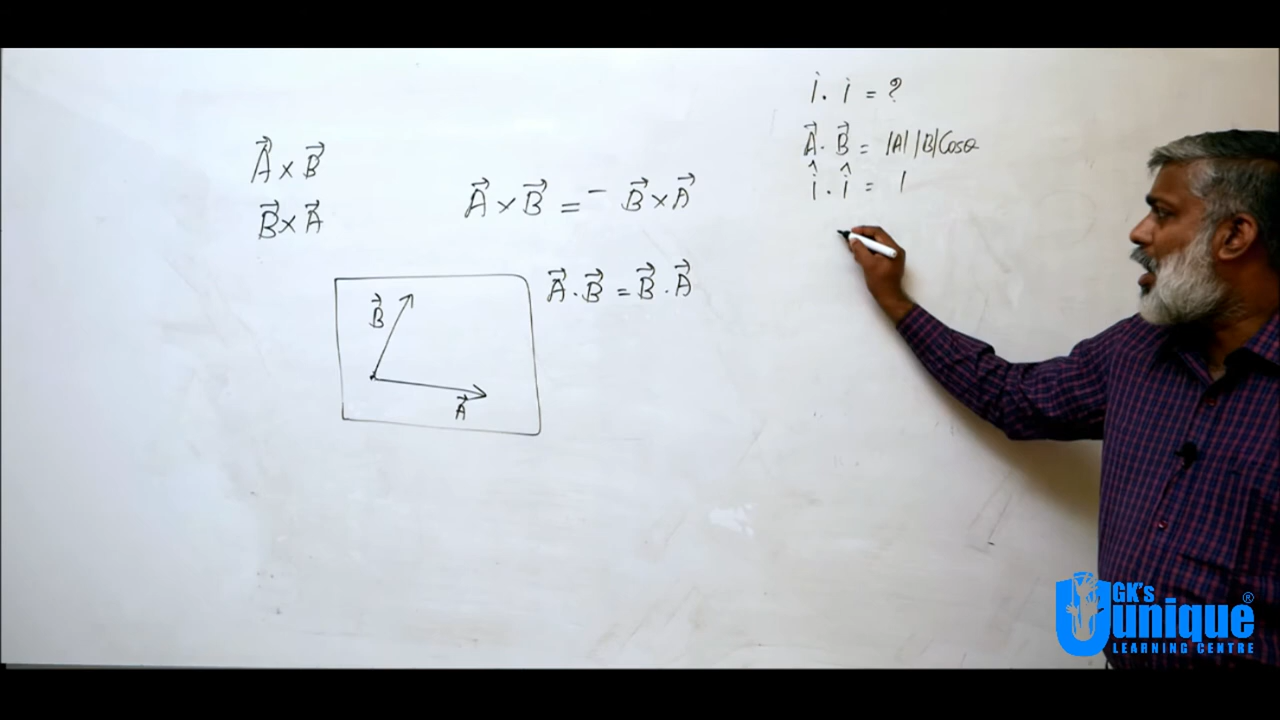 i . i = ?
A⃗ . B⃗ = |A| |B| Cosθ
î . î = 1
A⃗ × B⃗
B⃗ × A⃗
A⃗ × B⃗ = - B⃗ × A⃗
A⃗ . B⃗ = B⃗ . A⃗
B⃗
A⃗
GK's
unique ®
LEARNING CENTRE